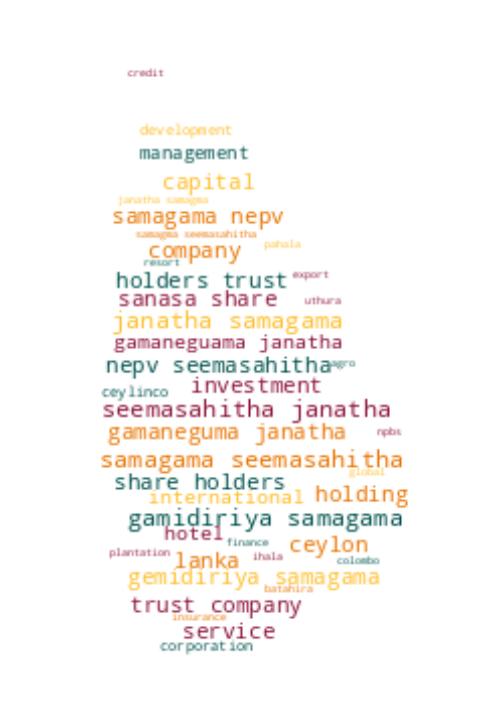 credit
development
management
capital
janatha samagma
samagama nepv
samagma seemasahitha
company
pahala
resort
holders trust
export
sanasa share
uthura
janatha samagama
gamaneguama janatha
nepv seemasahitha
agro
investment
ceylinco
seemasahitha janatha
gamaneguma janatha
npbs
samagama seemasahitha
global
share holders
international
holding
gamidiriya samagama
hotel
finance
ceylon
plantation
ihala
lanka
colombo
gemidiriya samagama
batahira
trust company
insurance
service
corporation